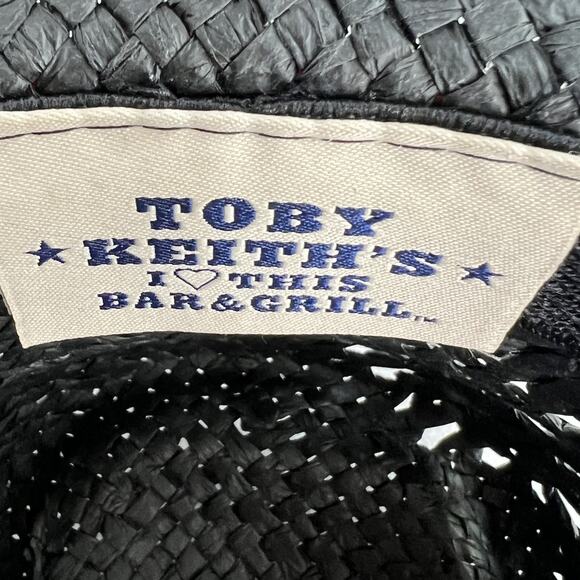 TOBY
KEITH'S
I ♡ THIS
BAR & GRILL™